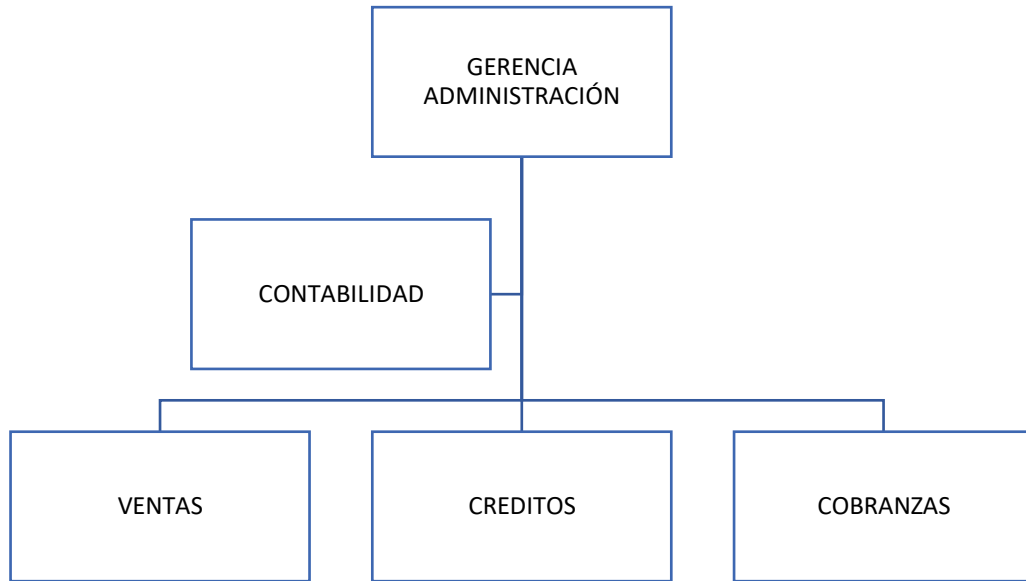 GERENCIA
ADMINISTRACIÓN
CONTABILIDAD
VENTAS
CREDITOS
COBRANZAS